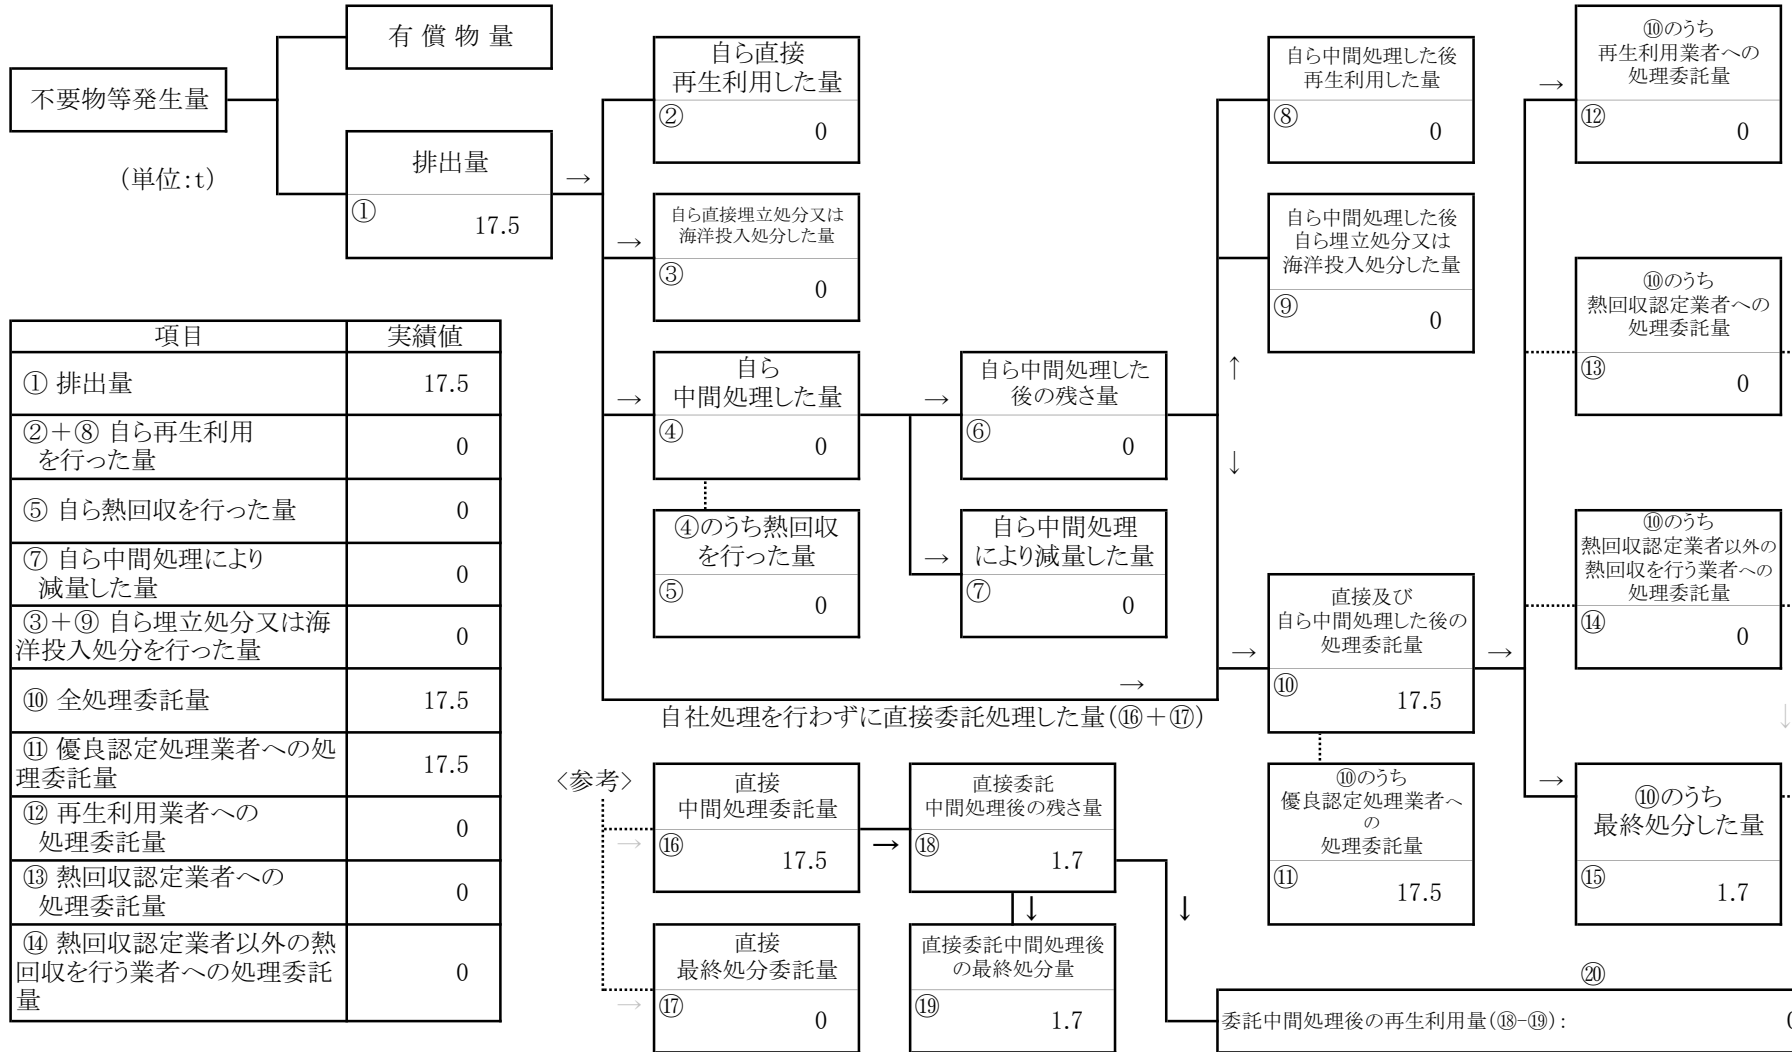 有 償 物 量
不要物等発生量
(単位:t)
排出量
①
17.5
自ら直接
再生利用した量
②
0
自ら直接埋立処分又は
海洋投入処分した量
③
0
自ら
中間処理した量
④
0
④のうち熱回収
を行った量
⑤
0
自ら中間処理した
後の残さ量
⑥
0
自ら中間処理
により減量した量
⑦
0
自ら中間処理した後
再生利用した量
⑧
0
自ら中間処理した後
自ら埋立処分又は
海洋投入処分した量
⑨
0
直接及び
自ら中間処理した後の
処理委託量
⑩
17.5
⑩のうち
優良認定処理業者へ
の
処理委託量
⑪
17.5
⑩のうち
再生利用業者への
処理委託量
⑫
0
⑩のうち
熱回収認定業者への
処理委託量
⑬
0
⑩のうち
熱回収認定業者以外の
熱回収を行う業者への
処理委託量
⑭
0
⑩のうち
最終処分した量
⑮
1.7
自社処理を行わずに直接委託処理した量(⑯+⑰)
<参考>
直接
中間処理委託量
⑯
17.5
直接
最終処分委託量
⑰
0
直接委託
中間処理後の残さ量
⑱
1.7
直接委託中間処理後
の最終処分量
⑲
1.7
⑳
委託中間処理後の再生利用量(⑱-⑲): 0
項目 実績値
① 排出量 17.5
②+⑧ 自ら再生利用
を行った量 0
⑤ 自ら熱回収を行った量 0
⑦ 自ら中間処理により
減量した量 0
③+⑨ 自ら埋立処分又は海
洋投入処分を行った量 0
⑩ 全処理委託量 17.5
⑪ 優良認定処理業者への処
理委託量 17.5
⑫ 再生利用業者への
処理委託量 0
⑬ 熱回収認定業者への
処理委託量 0
⑭ 熱回収認定業者以外の熱
回収を行う業者への処理委託
量 0